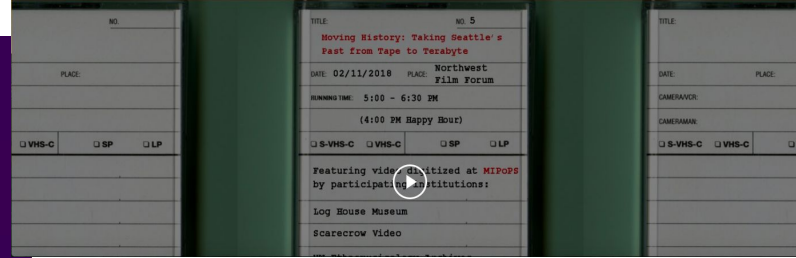 NO.
PLACE:
VHS-C SP LP
TITLE: NO. 5
Moving History: Taking Seattle's
Past from Tape to Terabyte
DATE: 02/11/2018 PLACE: Northwest
Film Forum
RUNNING TIME: 5:00 - 6:30 PM
(4:00 PM Happy Hour)
S-VHS-C VHS-C SP LP
Featuring video digitized at MIPoPS
by participating institutions:
Log House Museum
Scarecrow Video
TITLE:
DATE: PLACE:
CAMERA/VCR:
CAMERAMAN:
S-VHS-C VHS-C